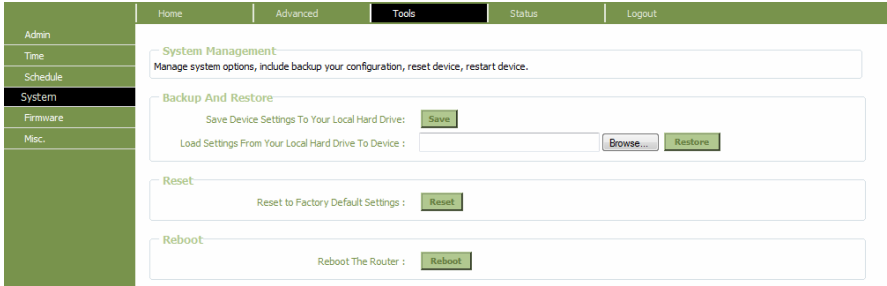 Home Advanced Tools Status Logout
Admin
Time
Schedule
System
Firmware
Misc.
System Management
Manage system options, include backup your configuration, reset device, restart device.
Backup And Restore
Save Device Settings To Your Local Hard Drive: Save
Load Settings From Your Local Hard Drive To Device : Browse... Restore
Reset
Reset to Factory Default Settings : Reset
Reboot
Reboot The Router : Reboot